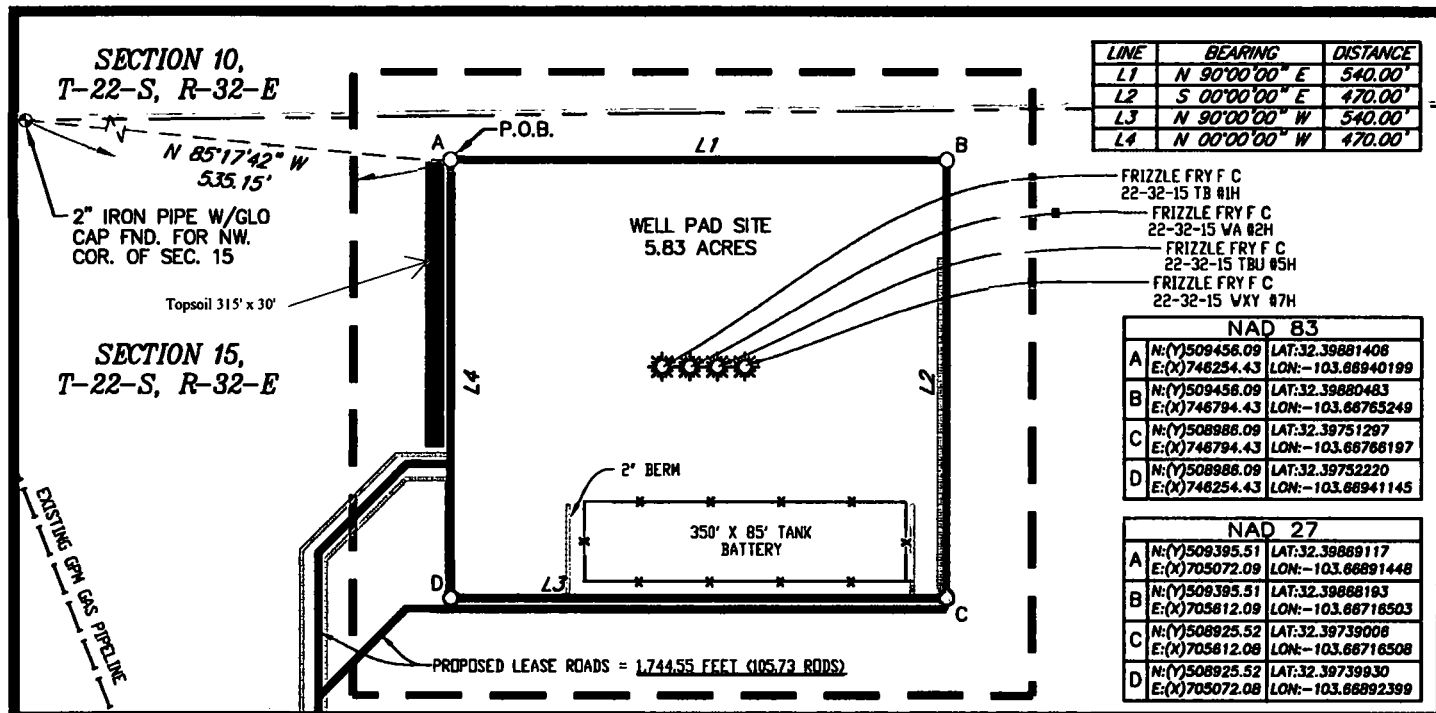 SECTION 10,
T-22-S, R-32-E
A
P.O.B.
L1
B
N 85°17'42" W
535.15'
2" IRON PIPE W/GLO
CAP FND. FOR NW.
COR. OF SEC. 15
Topsoil 315' x 30'
SECTION 15,
T-22-S, R-32-E
WELL PAD SITE
5.83 ACRES
L4
L2
2' BERM
350' X 85' TANK
BATTERY
D
L3
C
EXISTING GPM GAS PIPELINE
PROPOSED LEASE ROADS = 1,744.55 FEET (105.73 RODS)
LINE BEARING DISTANCE
L1 N 90°00'00" E 540.00'
L2 S 00°00'00" E 470.00'
L3 N 90°00'00" W 540.00'
L4 N 00°00'00" W 470.00'
FRIZZLE FRY F C
22-32-15 TB #1H
FRIZZLE FRY F C
22-32-15 WA #2H
FRIZZLE FRY F C
22-32-15 TBU #5H
FRIZZLE FRY F C
22-32-15 WXY #7H
NAD 83
A N:(Y)509456.09 LAT:32.39881406
E:(X)746254.43 LON:-103.66940199
B N:(Y)509456.09 LAT:32.39880483
E:(X)746794.43 LON:-103.66765249
C N:(Y)508986.09 LAT:32.39751297
E:(X)746794.43 LON:-103.66766197
D N:(Y)508986.09 LAT:32.39752220
E:(X)746254.43 LON:-103.66941145
NAD 27
A N:(Y)509395.51 LAT:32.39869117
E:(X)705072.09 LON:-103.66891448
B N:(Y)509395.51 LAT:32.39868193
E:(X)705612.09 LON:-103.66716503
C N:(Y)508925.52 LAT:32.39739006
E:(X)705612.08 LON:-103.66716508
D N:(Y)508925.52 LAT:32.39739930
E:(X)705072.08 LON:-103.66892399